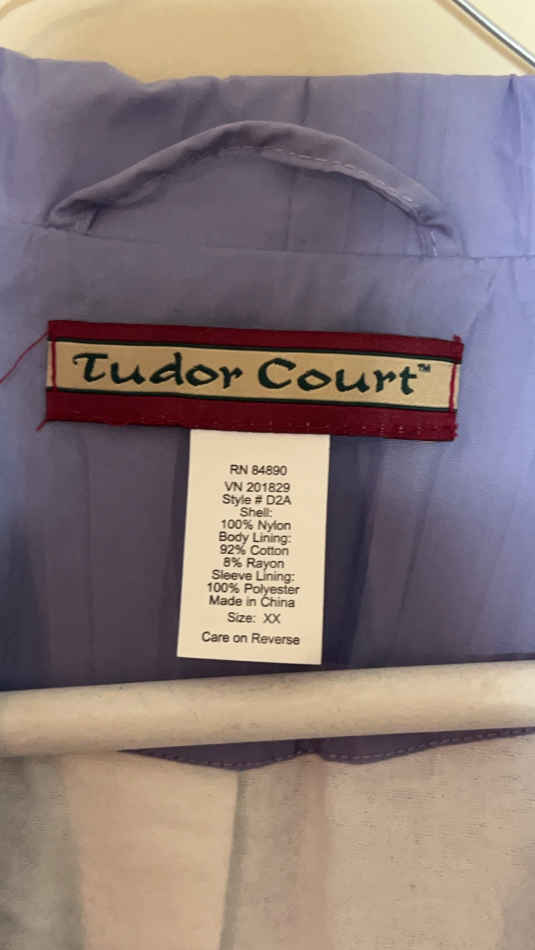 Tudor Court™
RN 84890
VN 201829
Style # D2A
Shell:
100% Nylon
Body Lining:
92% Cotton
8% Rayon
Sleeve Lining:
100% Polyester
Made in China
Size: XX
Care on Reverse